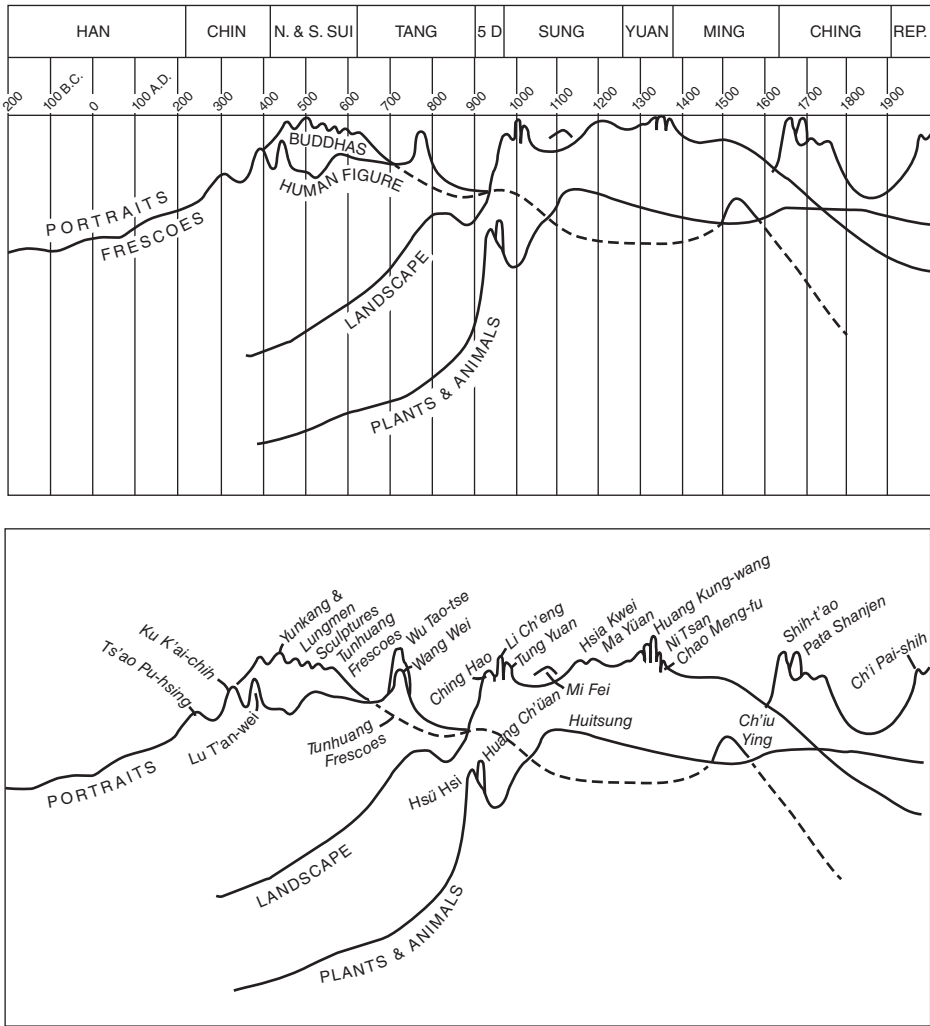 HAN CHIN N. & S. SUI TANG 5 D SUNG YUAN MING CHING REP.
200 100 B.C. 0 100 A.D. 200 300 400 500 600 700 800 900 1000 1100 1200 1300 1400 1500 1600 1700 1800 1900
BUDDHAS
HUMAN FIGURE
PORTRAITS
FRESCOES
LANDSCAPE
PLANTS & ANIMALS
Ts'ao Pu-hsing
Ku K'ai-chih
Lu T'an-wei
Yunkang &
Lungmen
Sculptures
Tunhuang
Frescoes
Wu Tao-tse
Wang Wei
Tunhuang
Frescoes
Ching Hao
Li Ch'eng
Tung Yuan
Hsü Hsi
Huang Ch'üan
Mi Fei
Huitsung
Hsia Kwei
Ma Yüan
Huang Kung-wang
Ni Tsan
Chao Meng-fu
Ch'iu
Ying
Shih-t'ao
Pata Shanjen
Ch'i Pai-shih
PORTRAITS
LANDSCAPE
PLANTS & ANIMALS